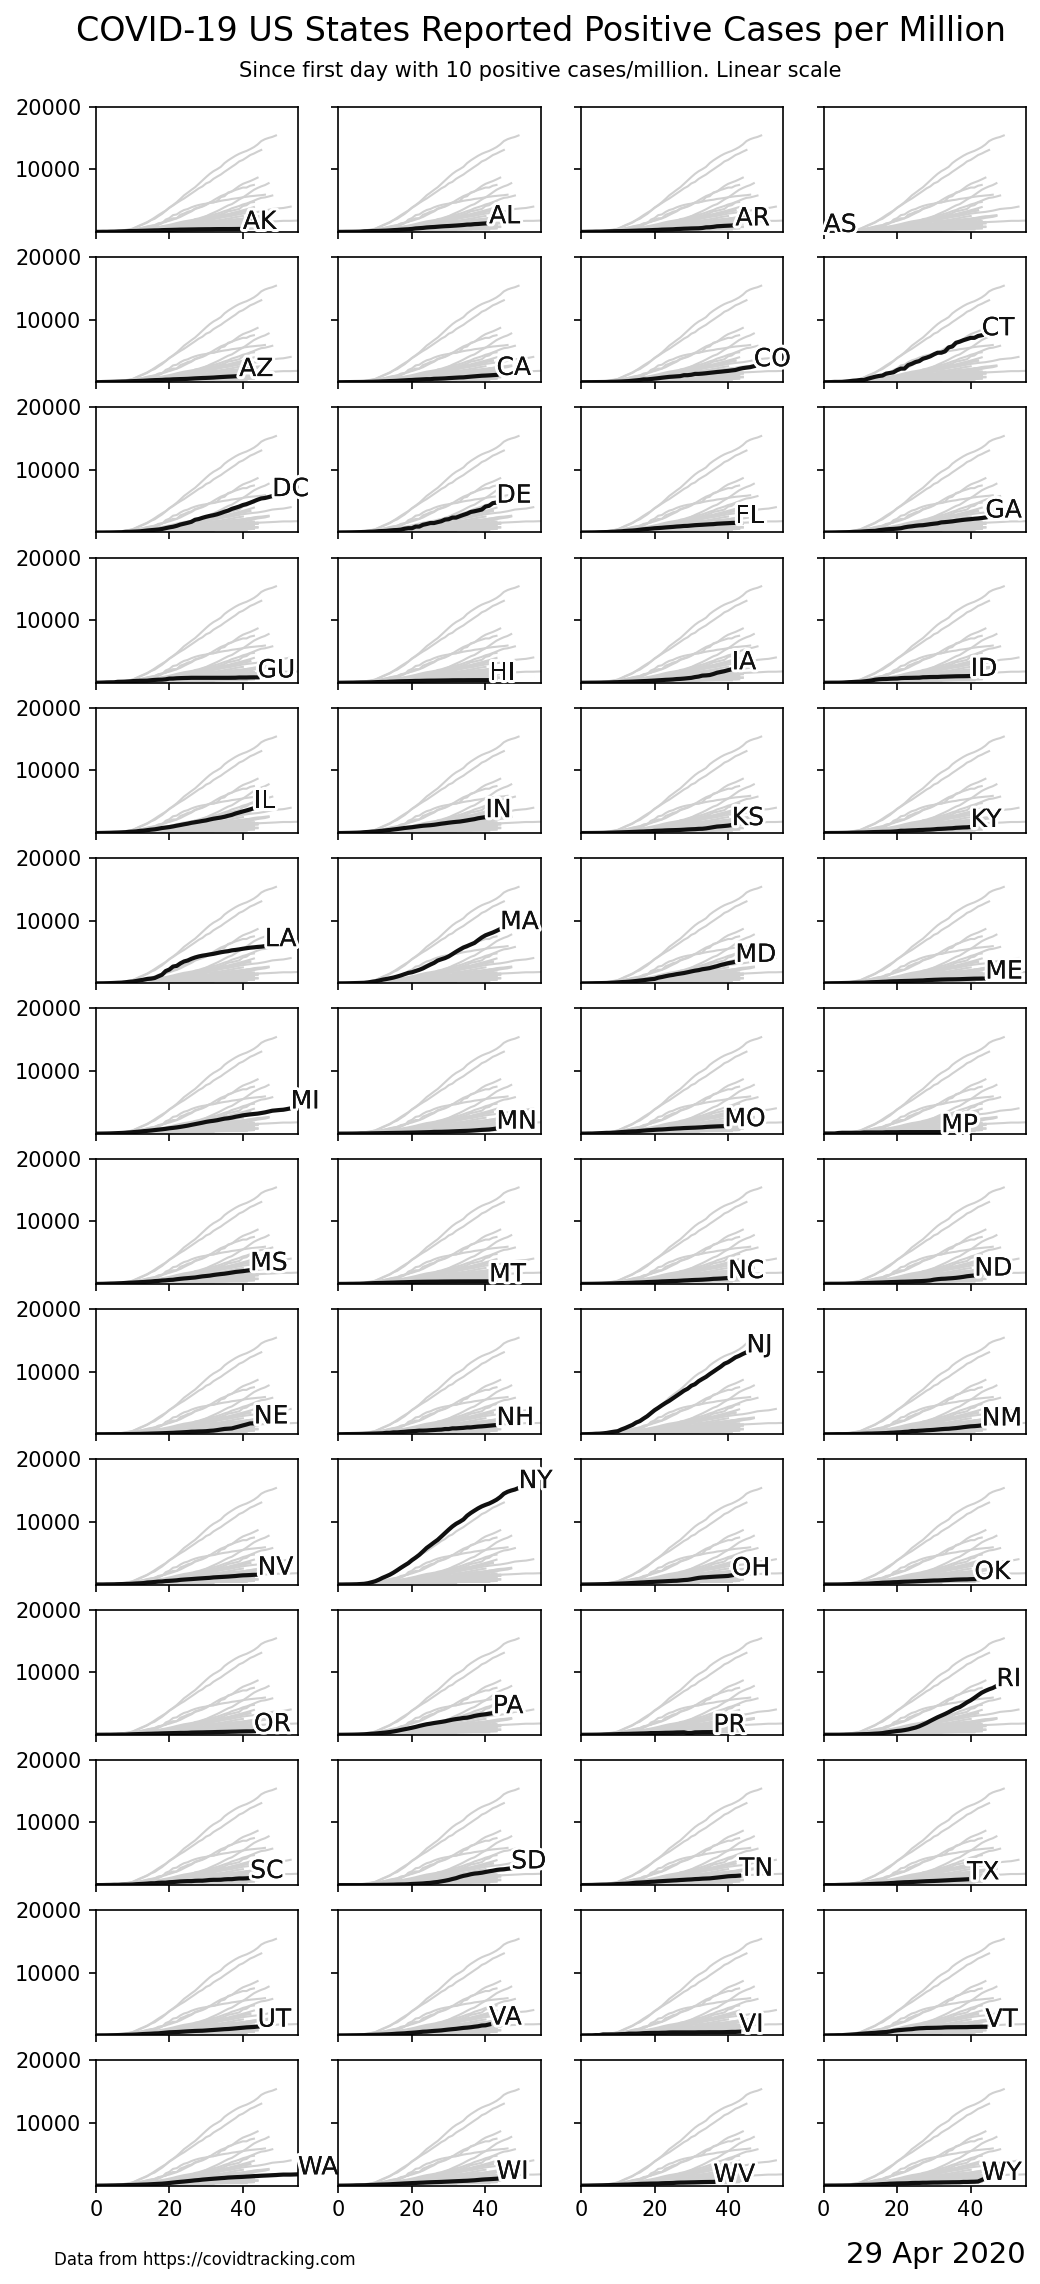 COVID-19 US States Reported Positive Cases per Million
Since first day with 10 positive cases/million. Linear scale
20000
10000
AK AL AR AS
20000
10000
AZ CA CO CT
20000
10000
DC DE FL GA
20000
10000
GU HI IA ID
20000
10000
IL IN KS KY
20000
10000
LA MA MD ME
20000
10000
MI MN MO MP
20000
10000
MS MT NC ND
20000
10000
NE NH NJ NM
20000
10000
NV NY OH OK
20000
10000
OR PA PR RI
20000
10000
SC SD TN TX
20000
10000
UT VA VI VT
20000
10000
WA WI WV WY
0 20 40 0 20 40 0 20 40 0 20 40
Data from https://covidtracking.com 29 Apr 2020